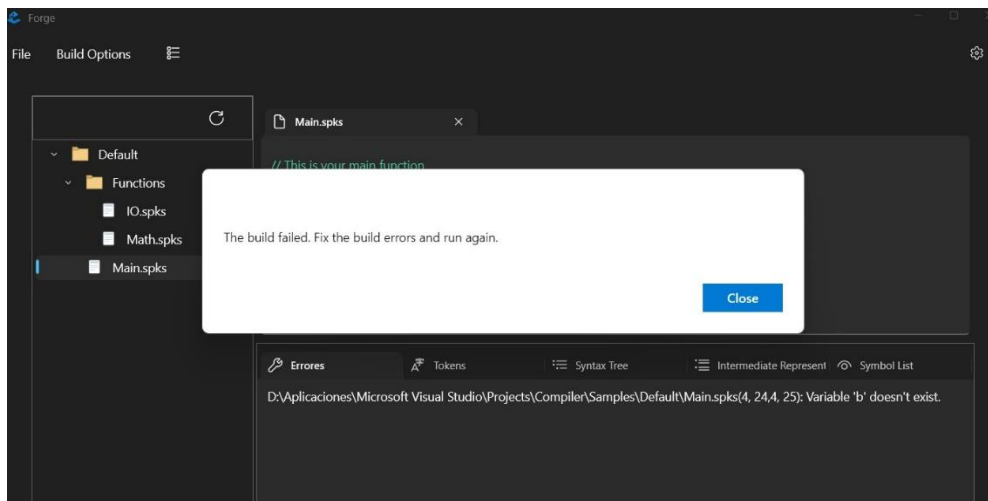 Forge
File Build Options
Main.spks
Default
// This is your main function
Functions
IO.spks
Math.spks
Main.spks
The build failed. Fix the build errors and run again.
Close
Errores Tokens Syntax Tree Intermediate Represent Symbol List
D:\Aplicaciones\Microsoft Visual Studio\Projects\Compiler\Samples\Default\Main.spks(4, 24,4, 25): Variable 'b' doesn't exist.